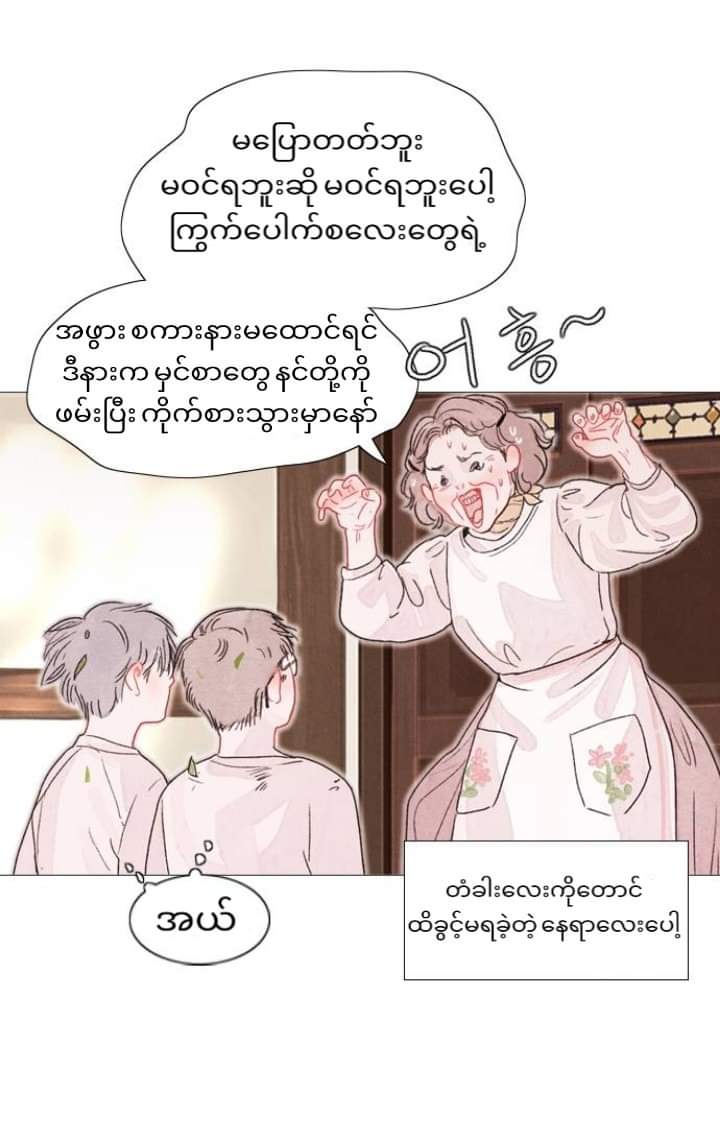 မပြောတတ်ဘူး
မဝင်ရဘူးဆို မဝင်ရဘူးပေါ့
ကြွက်ပေါက်စလေးတွေရဲ့
အဖွား စကားနားမထောင်ရင်
ဒီနားက မှင်စာတွေ နင်တို့ကို
ဖမ်းပြီး ကိုက်စားသွားမှာနော်
어흥~
အယ်
တံခါးလေးကိုတောင်
ထိခွင့်မရခဲ့တဲ့ နေရာလေးပေါ့